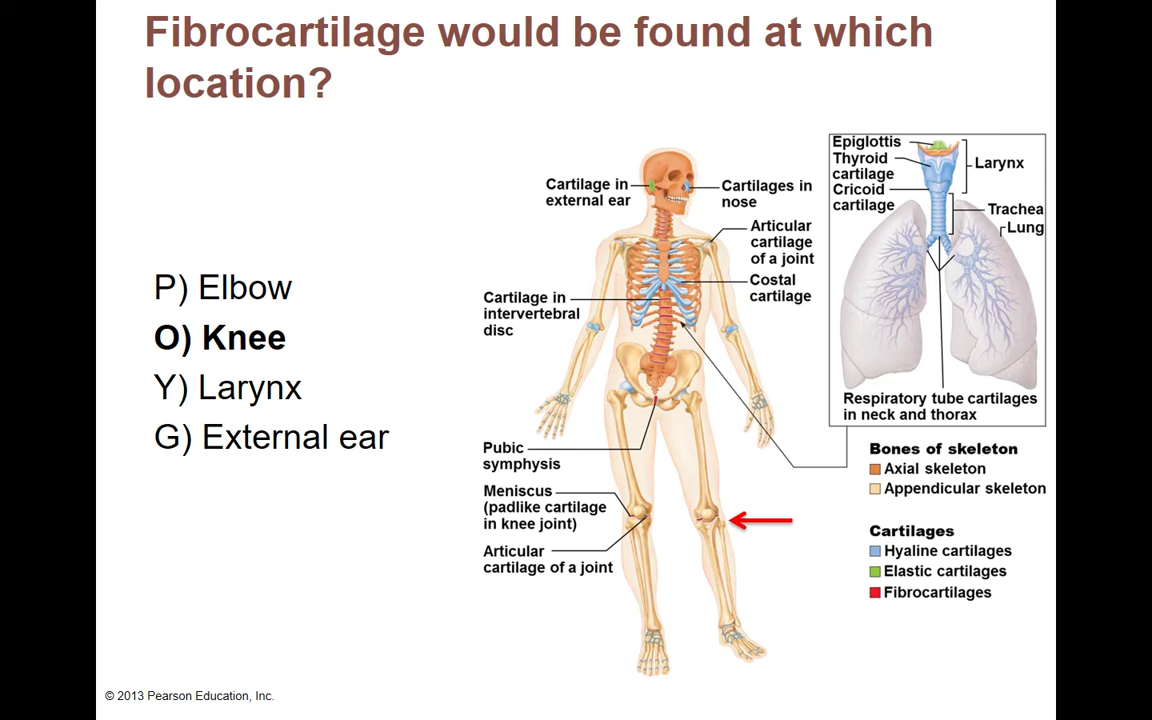 Fibrocartilage would be found at which
location?
P) Elbow
O) Knee
Y) Larynx
G) External ear
Cartilage in
external ear
Cartilages in
nose
Articular
cartilage
of a joint
Costal
cartilage
Cartilage in
intervertebral
disc
Pubic
symphysis
Meniscus
(padlike cartilage
in knee joint)
Articular
cartilage of a joint
Epiglottis
Thyroid
cartilage
Cricoid
cartilage
Larynx
Trachea
Lung
Respiratory tube cartilages
in neck and thorax
Bones of skeleton
Axial skeleton
Appendicular skeleton
Cartilages
Hyaline cartilages
Elastic cartilages
Fibrocartilages
© 2013 Pearson Education, Inc.